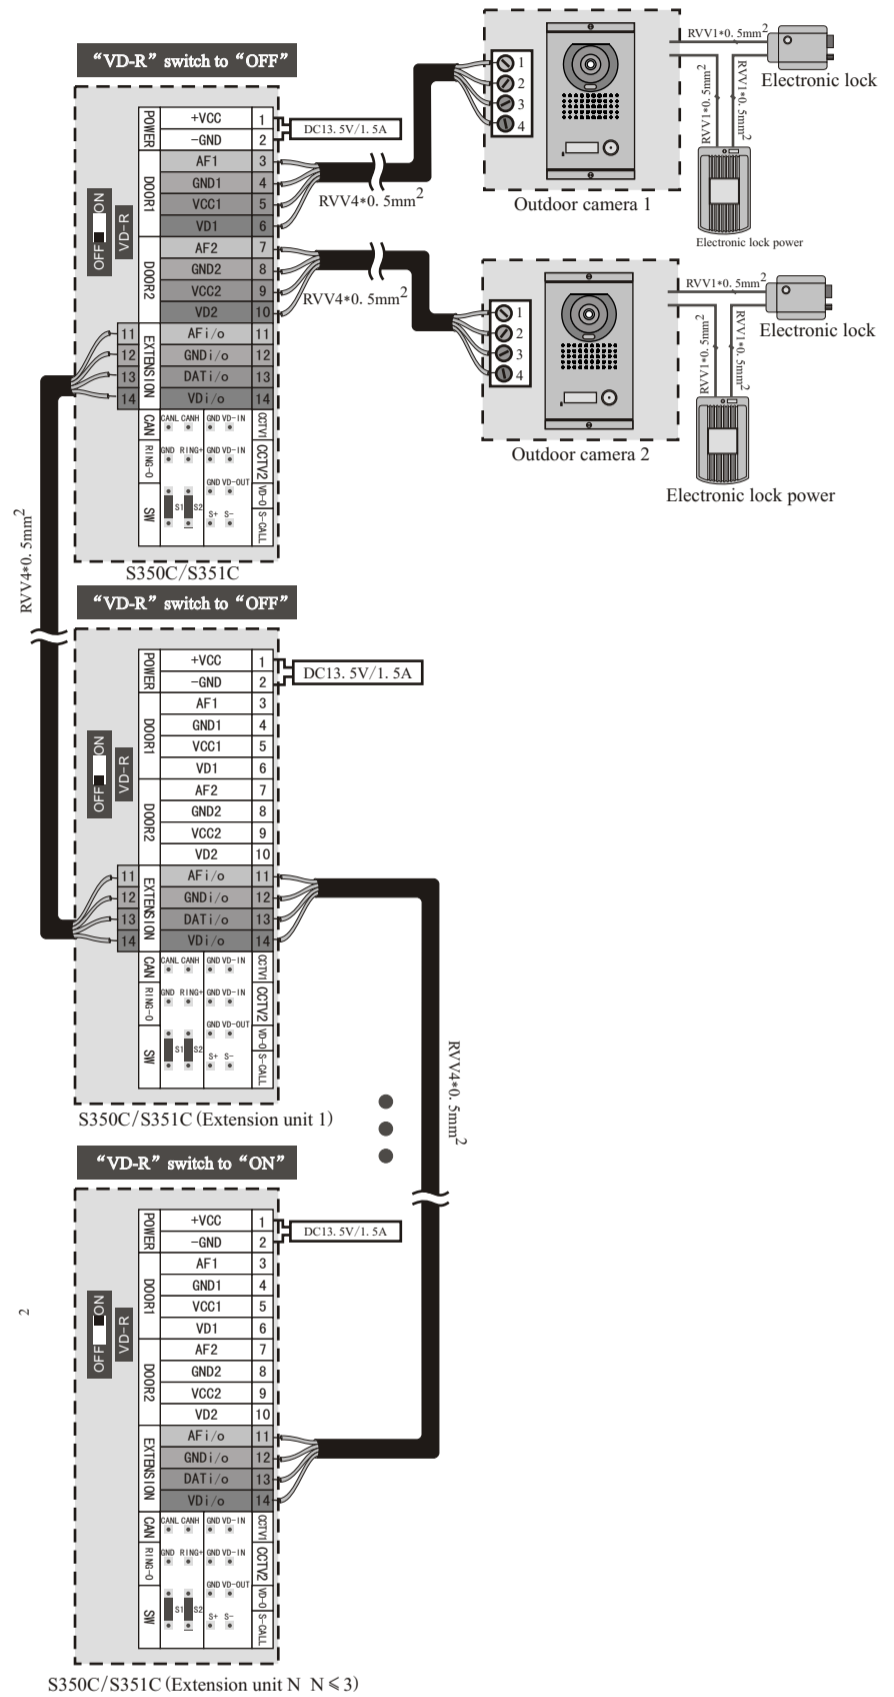 “VD-R” switch to “OFF”
POWER
+VCC 1
-GND 2
DC13.5V/1.5A
DOOR1
AF1 3
GND1 4
VCC1 5
VD1 6
DOOR2
AF2 7
GND2 8
VCC2 9
VD2 10
EXTENSION
11 AFi/o 11
12 GNDi/o 12
13 DATi/o 13
14 VDi/o 14
OFF ON
VD-R
CAN CANL CANH GND VD-IN CCTV1
RING-O GND RING+ GND VD-IN CCTV2
GND VD-OUT VD-O
SW S1 S2 S+ S- S-CALL
S350C/S351C
RVV4*0.5mm2
RVV4*0.5mm2
RVV4*0.5mm2
1
2
3
4
Outdoor camera 1
RVV1*0.5mm2
RVV1*0.5mm2
RVV1*0.5mm2
Electronic lock
Electronic lock power
1
2
3
4
Outdoor camera 2
RVV1*0.5mm2
RVV1*0.5mm2
RVV1*0.5mm2
Electronic lock
Electronic lock power
“VD-R” switch to “OFF”
POWER
+VCC 1
-GND 2
DC13.5V/1.5A
DOOR1
AF1 3
GND1 4
VCC1 5
VD1 6
DOOR2
AF2 7
GND2 8
VCC2 9
VD2 10
EXTENSION
11 AFi/o 11
12 GNDi/o 12
13 DATi/o 13
14 VDi/o 14
OFF ON
VD-R
CAN CANL CANH GND VD-IN CCTV1
RING-O GND RING+ GND VD-IN CCTV2
GND VD-OUT VD-O
SW S1 S2 S+ S- S-CALL
S350C/S351C (Extension unit 1)
RVV4*0.5mm2
“VD-R” switch to “ON”
POWER
+VCC 1
-GND 2
DC13.5V/1.5A
DOOR1
AF1 3
GND1 4
VCC1 5
VD1 6
DOOR2
AF2 7
GND2 8
VCC2 9
VD2 10
EXTENSION
AFi/o 11
GNDi/o 12
DATi/o 13
VDi/o 14
OFF ON
VD-R
CAN CANL CANH GND VD-IN CCTV1
RING-O GND RING+ GND VD-IN CCTV2
GND VD-OUT VD-O
SW S1 S2 S+ S- S-CALL
S350C/S351C (Extension unit N N≤3)
2